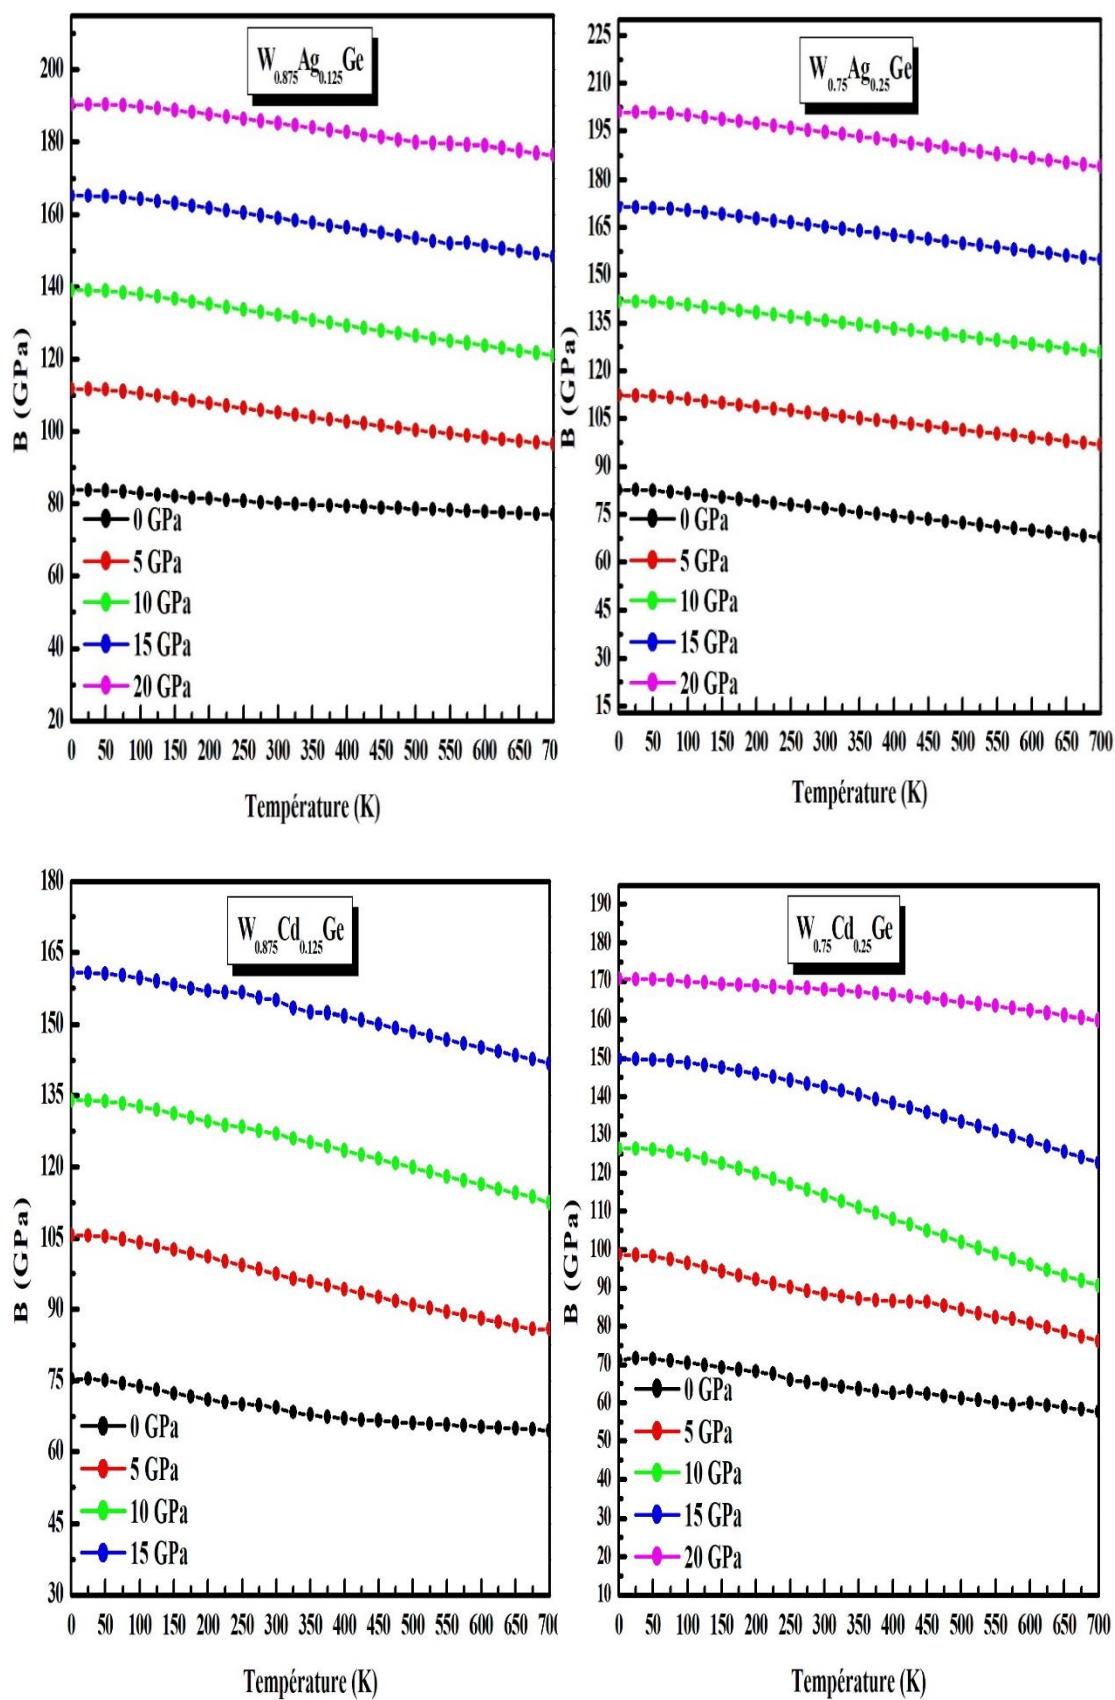 W0.875Ag0.125Ge
200
180
160
140
120
100
80
60
40
20
B (GPa)
0 GPa
5 GPa
10 GPa
15 GPa
20 GPa
0 50 100 150 200 250 300 350 400 450 500 550 600 650 70
Température (K)
W0.75Ag0.25Ge
225
210
195
180
165
150
135
120
105
90
75
60
45
30
15
B (GPa)
0 GPa
5 GPa
10 GPa
15 GPa
20 GPa
0 50 100 150 200 250 300 350 400 450 500 550 600 650 700
Température (K)
W0.875Cd0.125Ge
180
165
150
135
120
105
90
75
60
45
30
B (GPa)
0 GPa
5 GPa
10 GPa
15 GPa
0 50 100 150 200 250 300 350 400 450 500 550 600 650 700
Température (K)
W0.75Cd0.25Ge
190
180
170
160
150
140
130
120
110
100
90
80
70
60
50
40
30
20
10
B (GPa)
0 GPa
5 GPa
10 GPa
15 GPa
20 GPa
0 50 100 150 200 250 300 350 400 450 500 550 600 650 700
Température (K)